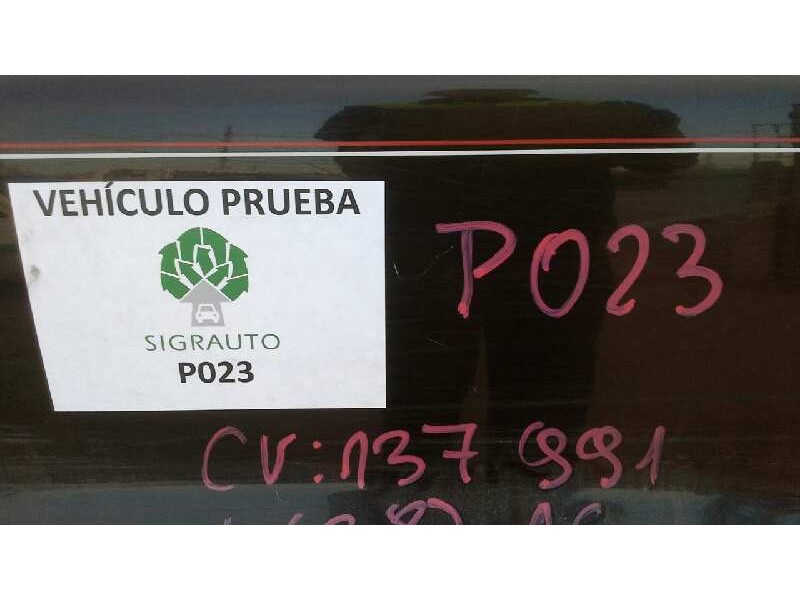 VEHÍCULO PRUEBA
SIGRAUTO
P023
P023
CV: 137 991